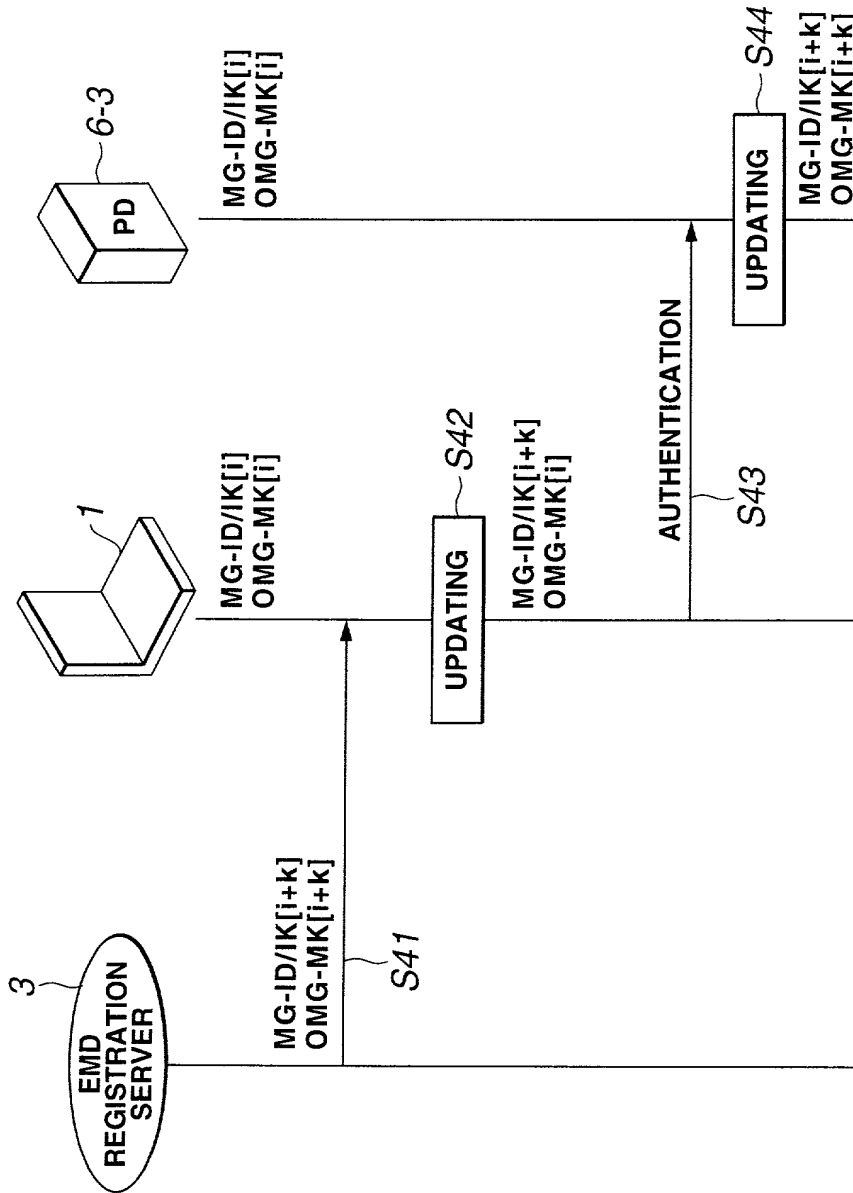 3
EMD
REGISTRATION
SERVER
1
6-3
PD
MG-ID/IK[i]
OMG-MK[i]
MG-ID/IK[i]
OMG-MK[i]
MG-ID/IK[i+k]
OMG-MK[i+k]
S41
UPDATING
S42
MG-ID/IK[i+k]
OMG-MK[i]
AUTHENTICATION
S43
UPDATING
S44
MG-ID/IK[i+k]
OMG-MK[i+k]